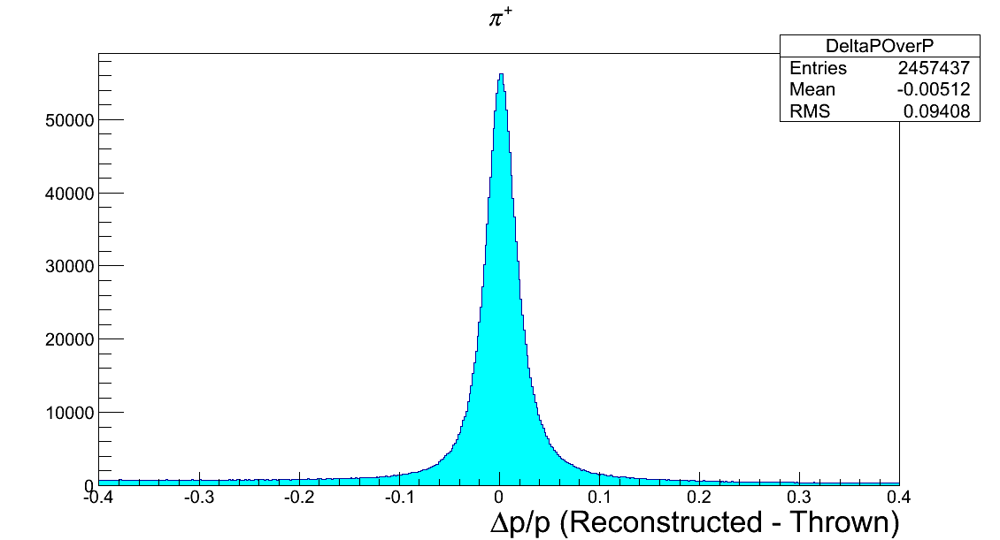 π⁺
DeltaPOverP
Entries 2457437
Mean -0.00512
RMS 0.09408
50000
40000
30000
20000
10000
0
-0.4 -0.3 -0.2 -0.1 0 0.1 0.2 0.3 0.4
Δp/p (Reconstructed - Thrown)